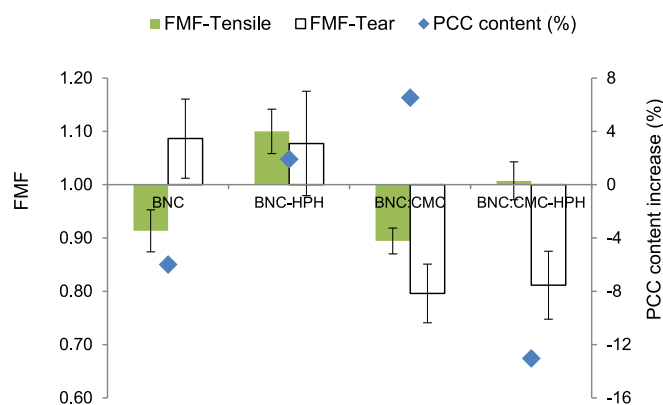 FMF-Tensile FMF-Tear PCC content (%)
1.20 8
1.10 4
1.00 0
BNC BNC-HPH BNC:CMC BNC:CMC-HPH
0.90 -4
0.80 -8
0.70 -12
0.60 -16
FMF
PCC content increase (%)